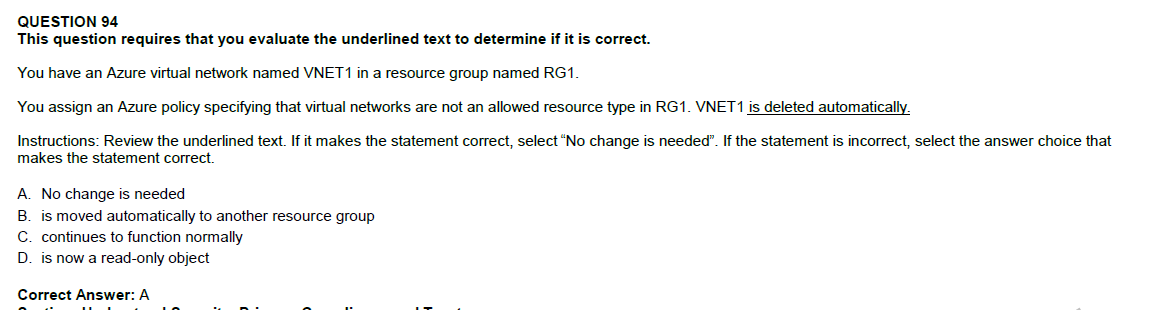 QUESTION 94
This question requires that you evaluate the underlined text to determine if it is correct.
You have an Azure virtual network named VNET1 in a resource group named RG1.
You assign an Azure policy specifying that virtual networks are not an allowed resource type in RG1. VNET1 is deleted automatically.
Instructions: Review the underlined text. If it makes the statement correct, select “No change is needed”. If the statement is incorrect, select the answer choice that
makes the statement correct.
A. No change is needed
B. is moved automatically to another resource group
C. continues to function normally
D. is now a read-only object
Correct Answer: A